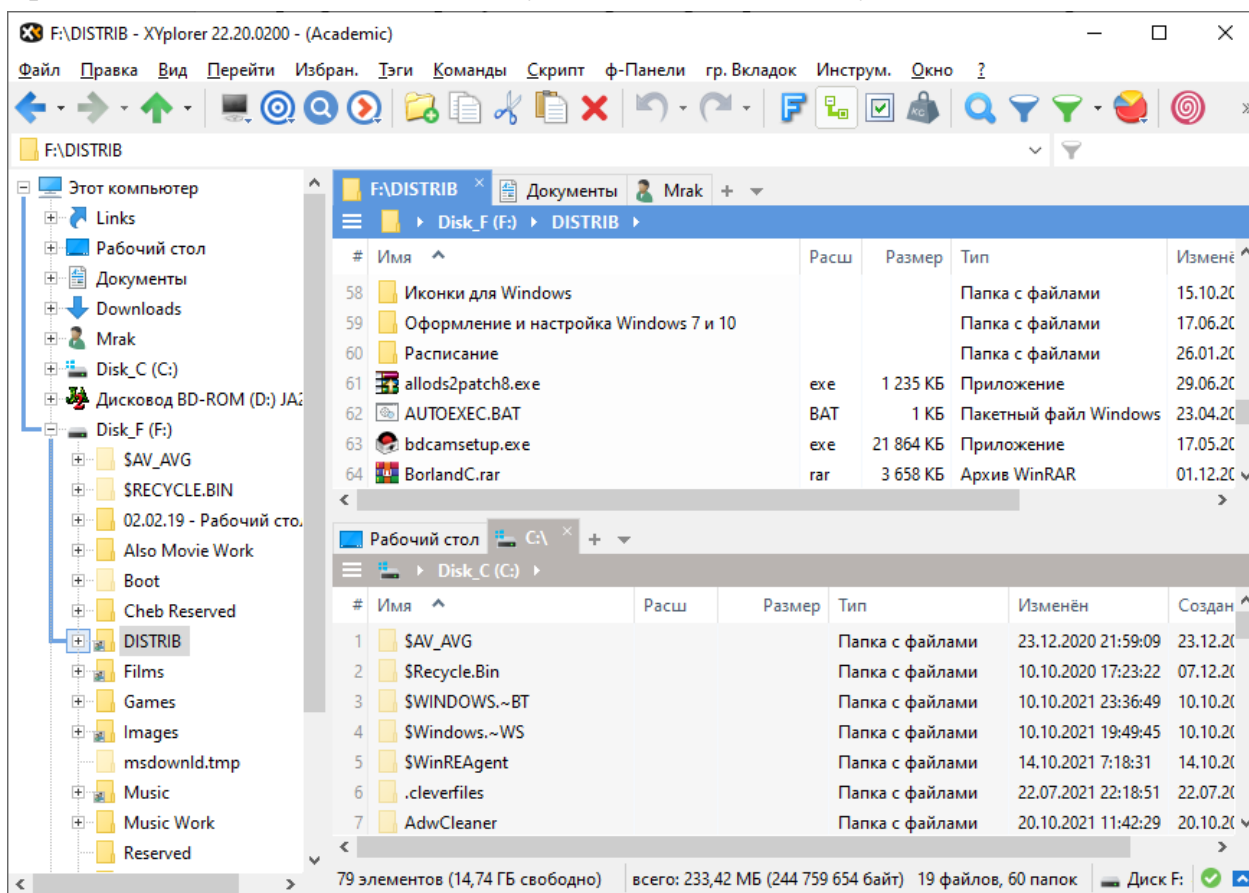 F:\DISTRIB - XYplorer 22.20.0200 - (Academic)
Файл Правка Вид Перейти Избран. Тэги Команды Скрипт ф-Панели гр. Вкладок Инструм. Окно ?
F:\DISTRIB
Этот компьютер
Links
Рабочий стол
Документы
Downloads
Mrak
Disk_C (C:)
Дисковод BD-ROM (D:) JA2
Disk_F (F:)
$AV_AVG
$RECYCLE.BIN
02.02.19 - Рабочий сто
Also Movie Work
Boot
Cheb Reserved
DISTRIB
Films
Games
Images
msdownld.tmp
Music
Music Work
Reserved
F:\DISTRIB Документы Mrak
Disk_F (F:) DISTRIB
# Имя Расш Размер Тип Изменё
58 Иконки для Windows Папка с файлами 15.10.20
59 Оформление и настройка Windows 7 и 10 Папка с файлами 17.06.20
60 Расписание Папка с файлами 26.01.20
61 allods2patch8.exe exe 1 235 КБ Приложение 29.06.20
62 AUTOEXEC.BAT BAT 1 КБ Пакетный файл Windows 23.04.20
63 bdcamsetup.exe exe 21 864 КБ Приложение 17.05.20
64 BorlandC.rar rar 3 658 КБ Архив WinRAR 01.12.20
Рабочий стол C:\
Disk_C (C:)
# Имя Расш Размер Тип Изменён Создан
1 $AV_AVG Папка с файлами 23.12.2020 21:59:09 23.12.20
2 $Recycle.Bin Папка с файлами 10.10.2020 17:23:22 07.12.20
3 $WINDOWS.~BT Папка с файлами 10.10.2021 23:36:49 10.10.20
4 $Windows.~WS Папка с файлами 10.10.2021 19:49:45 10.10.20
5 $WinREAgent Папка с файлами 14.10.2021 7:18:31 14.10.20
6 .cleverfiles Папка с файлами 22.07.2021 22:18:51 22.07.20
7 AdwCleaner Папка с файлами 20.10.2021 11:42:29 20.10.20
79 элементов (14,74 ГБ свободно) всего: 233,42 МБ (244 759 654 байт) 19 файлов, 60 папок Диск F: